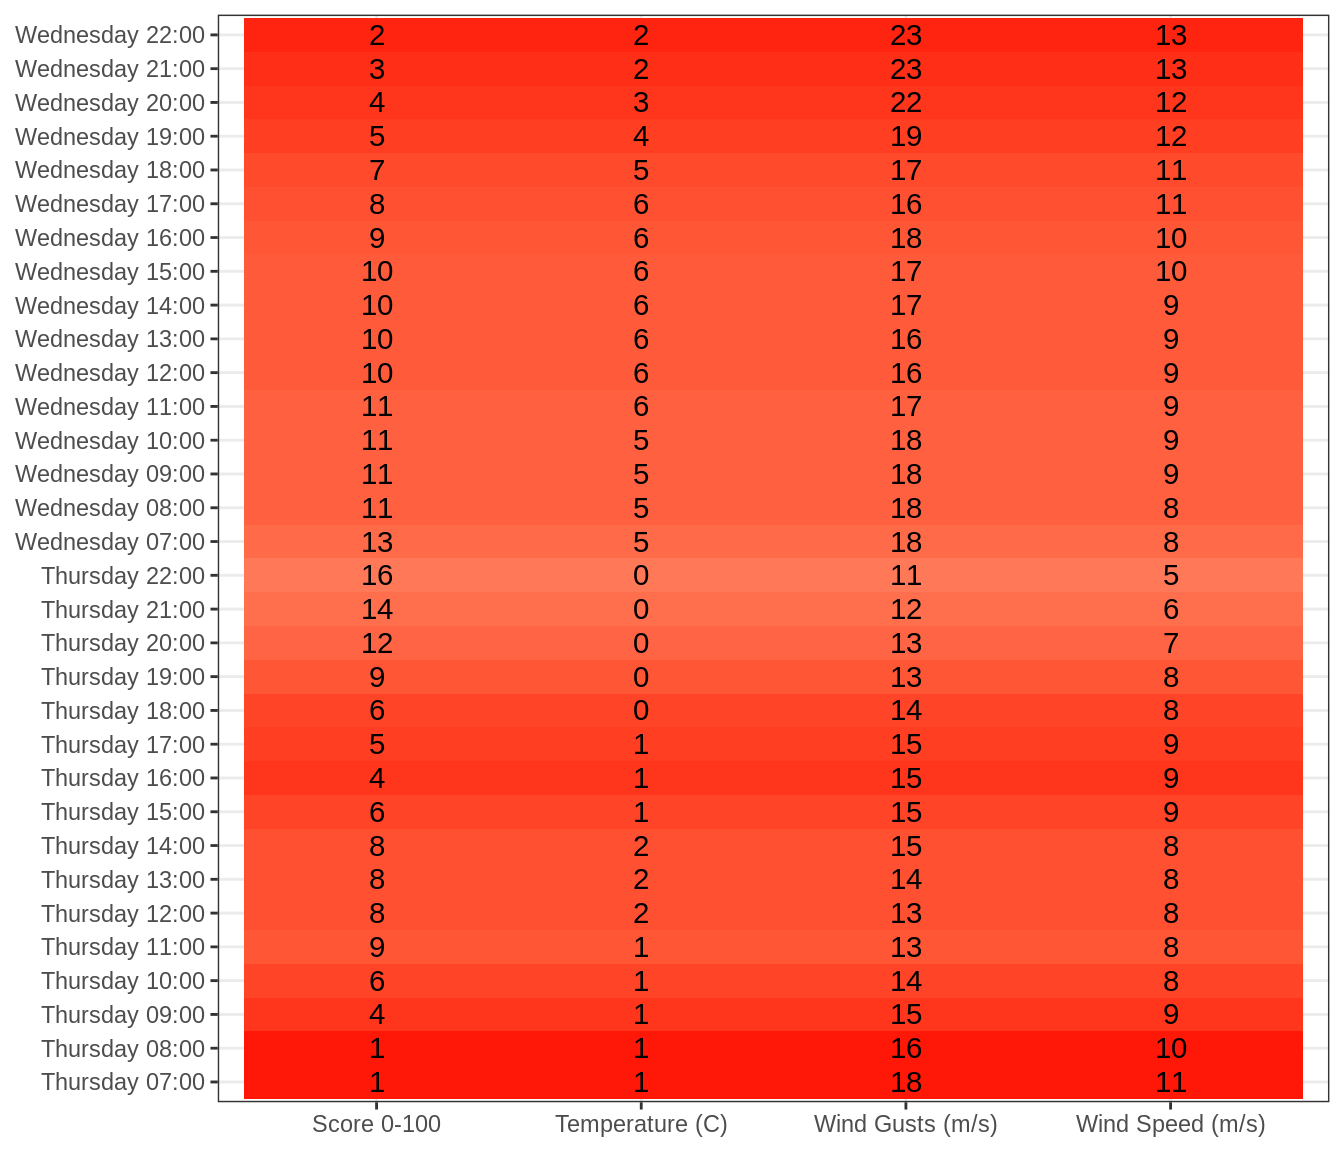 Wednesday 22:00 2 2 23 13
Wednesday 21:00 3 2 23 13
Wednesday 20:00 4 3 22 12
Wednesday 19:00 5 4 19 12
Wednesday 18:00 7 5 17 11
Wednesday 17:00 8 6 16 11
Wednesday 16:00 9 6 18 10
Wednesday 15:00 10 6 17 10
Wednesday 14:00 10 6 17 9
Wednesday 13:00 10 6 16 9
Wednesday 12:00 10 6 16 9
Wednesday 11:00 11 6 17 9
Wednesday 10:00 11 5 18 9
Wednesday 09:00 11 5 18 9
Wednesday 08:00 11 5 18 8
Wednesday 07:00 13 5 18 8
Thursday 22:00 16 0 11 5
Thursday 21:00 14 0 12 6
Thursday 20:00 12 0 13 7
Thursday 19:00 9 0 13 8
Thursday 18:00 6 0 14 8
Thursday 17:00 5 1 15 9
Thursday 16:00 4 1 15 9
Thursday 15:00 6 1 15 9
Thursday 14:00 8 2 15 8
Thursday 13:00 8 2 14 8
Thursday 12:00 8 2 13 8
Thursday 11:00 9 1 13 8
Thursday 10:00 6 1 14 8
Thursday 09:00 4 1 15 9
Thursday 08:00 1 1 16 10
Thursday 07:00 1 1 18 11
Score 0-100 Temperature (C) Wind Gusts (m/s) Wind Speed (m/s)